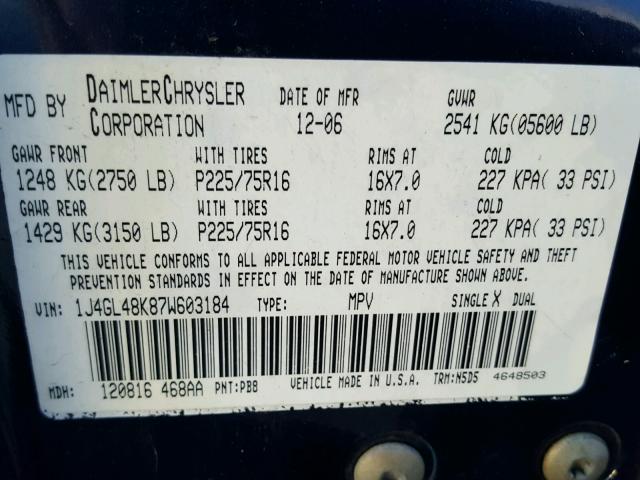 MFD BY DAIMLERCHRYSLER CORPORATION DATE OF MFR 12-06 GVWR 2541 KG(05600 LB)
GAWR FRONT WITH TIRES RIMS AT COLD
1248 KG(2750 LB) P225/75R16 16X7.0 227 KPA( 33 PSI)
GAWR REAR WITH TIRES RIMS AT COLD
1429 KG(3150 LB) P225/75R16 16X7.0 227 KPA( 33 PSI)
THIS VEHICLE CONFORMS TO ALL APPLICABLE FEDERAL MOTOR VEHICLE SAFETY AND THEFT
PREVENTION STANDARDS IN EFFECT ON THE DATE OF MANUFACTURE SHOWN ABOVE.
VIN: 1J4GL48K87W603184 TYPE: MPV SINGLE X DUAL
MDH: 120816 468AA PNT:PB8 VEHICLE MADE IN U.S.A. TRM:N5D5 4648503